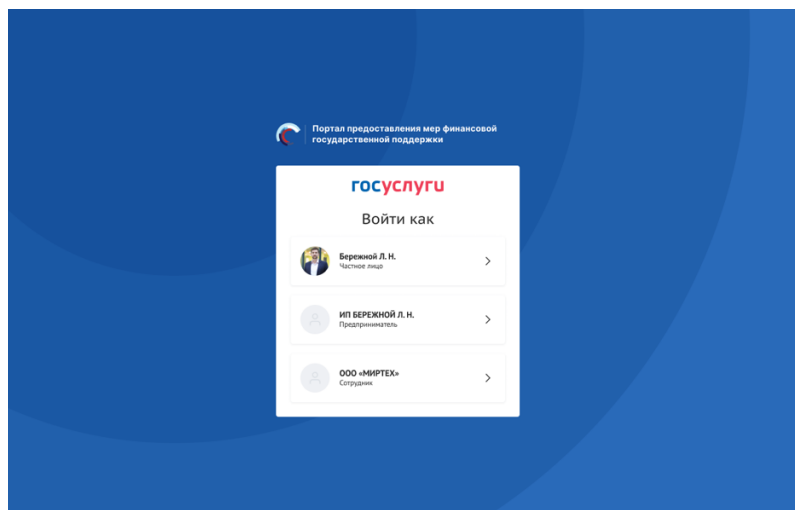 Портал предоставления мер финансовой
государственной поддержки
госуслуги
Войти как
Бережной Л. Н.
Частное лицо
ИП БЕРЕЖНОЙ Л. Н.
Предприниматель
ООО «МИРТЕХ»
Сотрудник